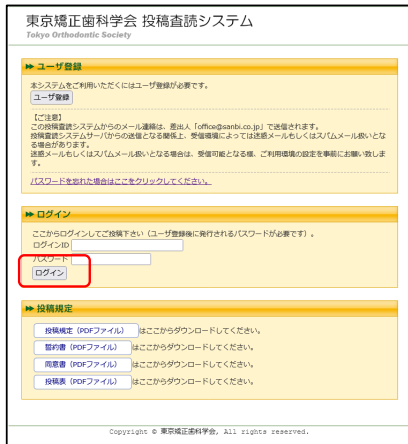 東京矯正歯科学会 投稿査読システム
Tokyo Orthodontic Society
ユーザ登録
本システムをご利用いただくにはユーザ登録が必要です。
ユーザ登録
【ご注意】
この投稿査読システムからのメール連絡は、差出人「office@sanbi.co.jp」で送信されます。
投稿査読システムサーバからの送信となる関係上、受信環境によっては迷惑メールもしくはスパムメール扱いとな
る場合があります。
迷惑メールもしくはスパムメール扱いとなる場合は、受信可能となる様、ご利用環境の設定を事前にお願い致しま
す。
パスワードを忘れた場合はここをクリックしてください。
ログイン
ここからログインしてご投稿下さい（ユーザ登録後に発行されるパスワードが必要です）。
ログインID
パスワード
ログイン
投稿規定
投稿規定（PDFファイル） はここからダウンロードしてください。
誓約書（PDFファイル） はここからダウンロードしてください。
同意書（PDFファイル） はここからダウンロードしてください。
投稿表（PDFファイル） はここからダウンロードしてください。
Copyright © 東京矯正歯科学会, All rights reserved.